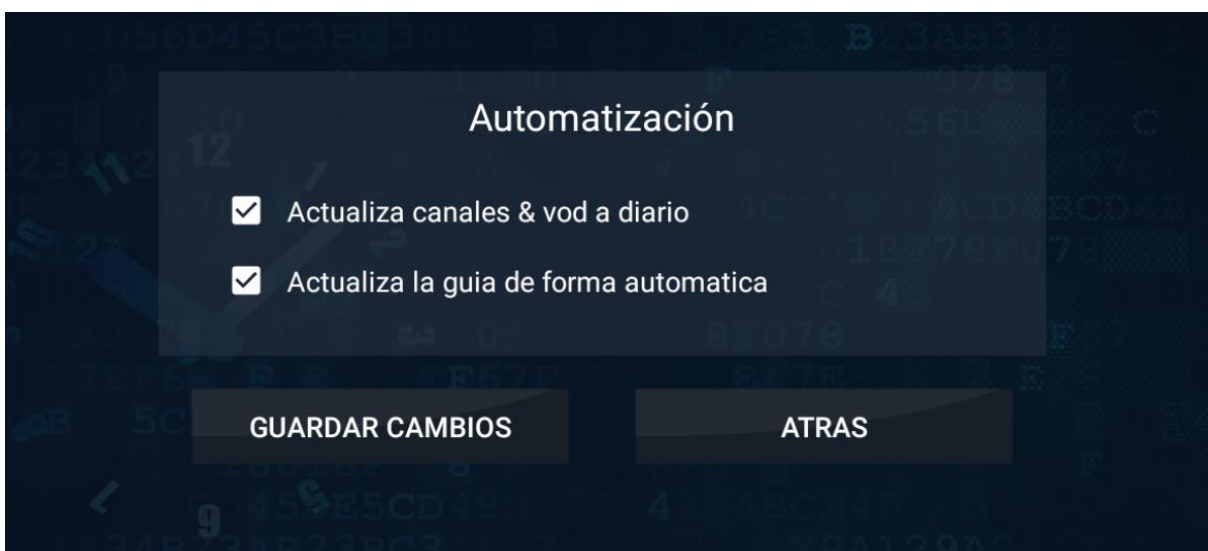 Automatización
Actualiza canales & vod a diario
Actualiza la guia de forma automatica
GUARDAR CAMBIOS
ATRAS